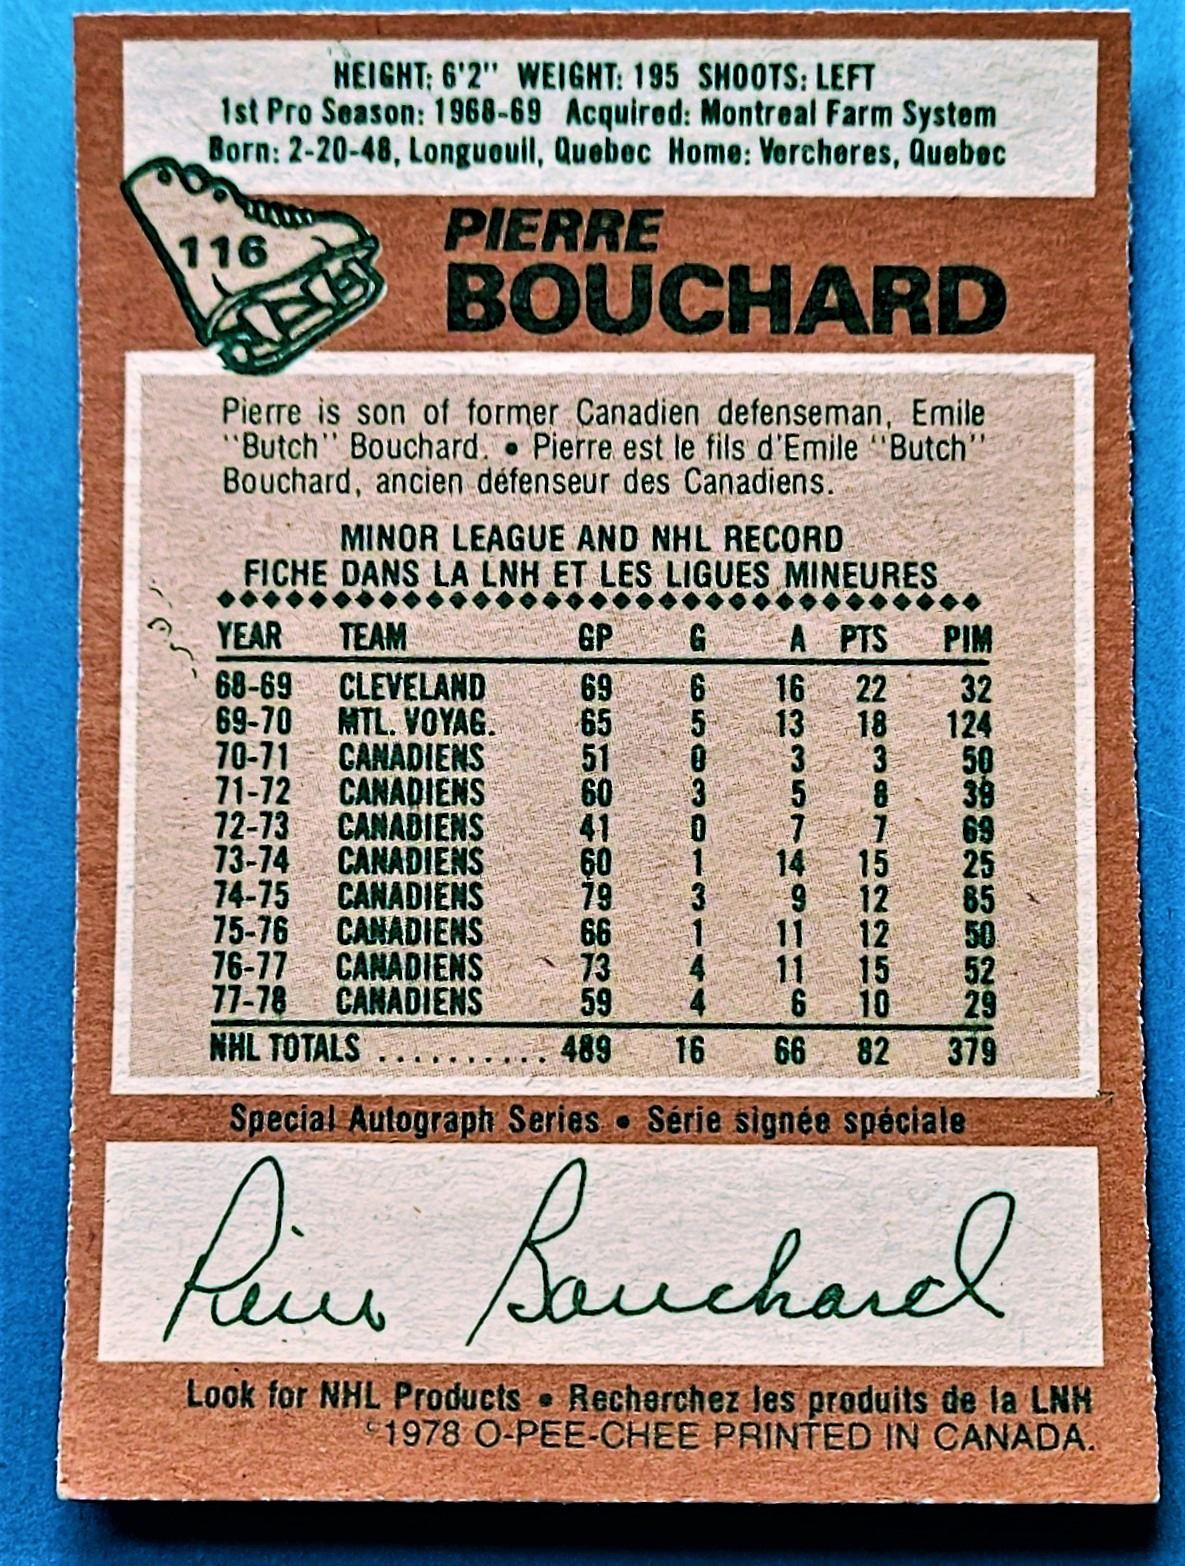 HEIGHT: 6'2" WEIGHT: 195 SHOOTS: LEFT
1st Pro Season: 1968-69 Acquired: Montreal Farm System
Born: 2-20-48, Longueuil, Quebec Home: Vercheres, Quebec
116
PIERRE
BOUCHARD
Pierre is son of former Canadien defenseman, Emile
"Butch" Bouchard. • Pierre est le fils d'Emile "Butch"
Bouchard, ancien défenseur des Canadiens.
MINOR LEAGUE AND NHL RECORD
FICHE DANS LA LNH ET LES LIGUES MINEURES
YEAR TEAM GP G A PTS PIM
68-69 CLEVELAND 69 6 16 22 32
69-70 MTL. VOYAG. 65 5 13 18 124
70-71 CANADIENS 51 0 3 3 50
71-72 CANADIENS 60 3 5 8 39
72-73 CANADIENS 41 0 7 7 69
73-74 CANADIENS 60 1 14 15 25
74-75 CANADIENS 79 3 9 12 65
75-76 CANADIENS 66 1 11 12 50
76-77 CANADIENS 73 4 11 15 52
77-78 CANADIENS 59 4 6 10 29
NHL TOTALS .......... 489 16 66 82 379
Special Autograph Series • Série signée spéciale
Pierre Bouchard
Look for NHL Products • Recherchez les produits de la LNH
©1978 O-PEE-CHEE PRINTED IN CANADA.